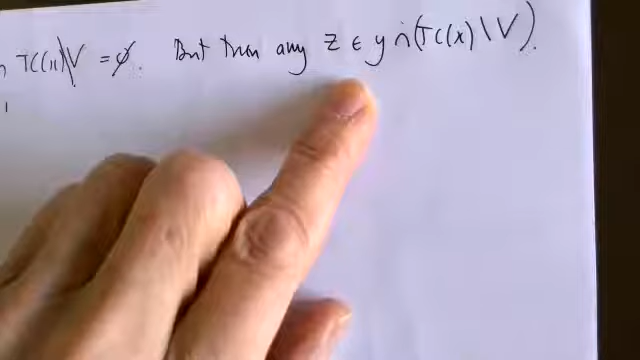 TC(x)\V = ∅. But then any z ∈ y ∩ (TC(x) \ V).